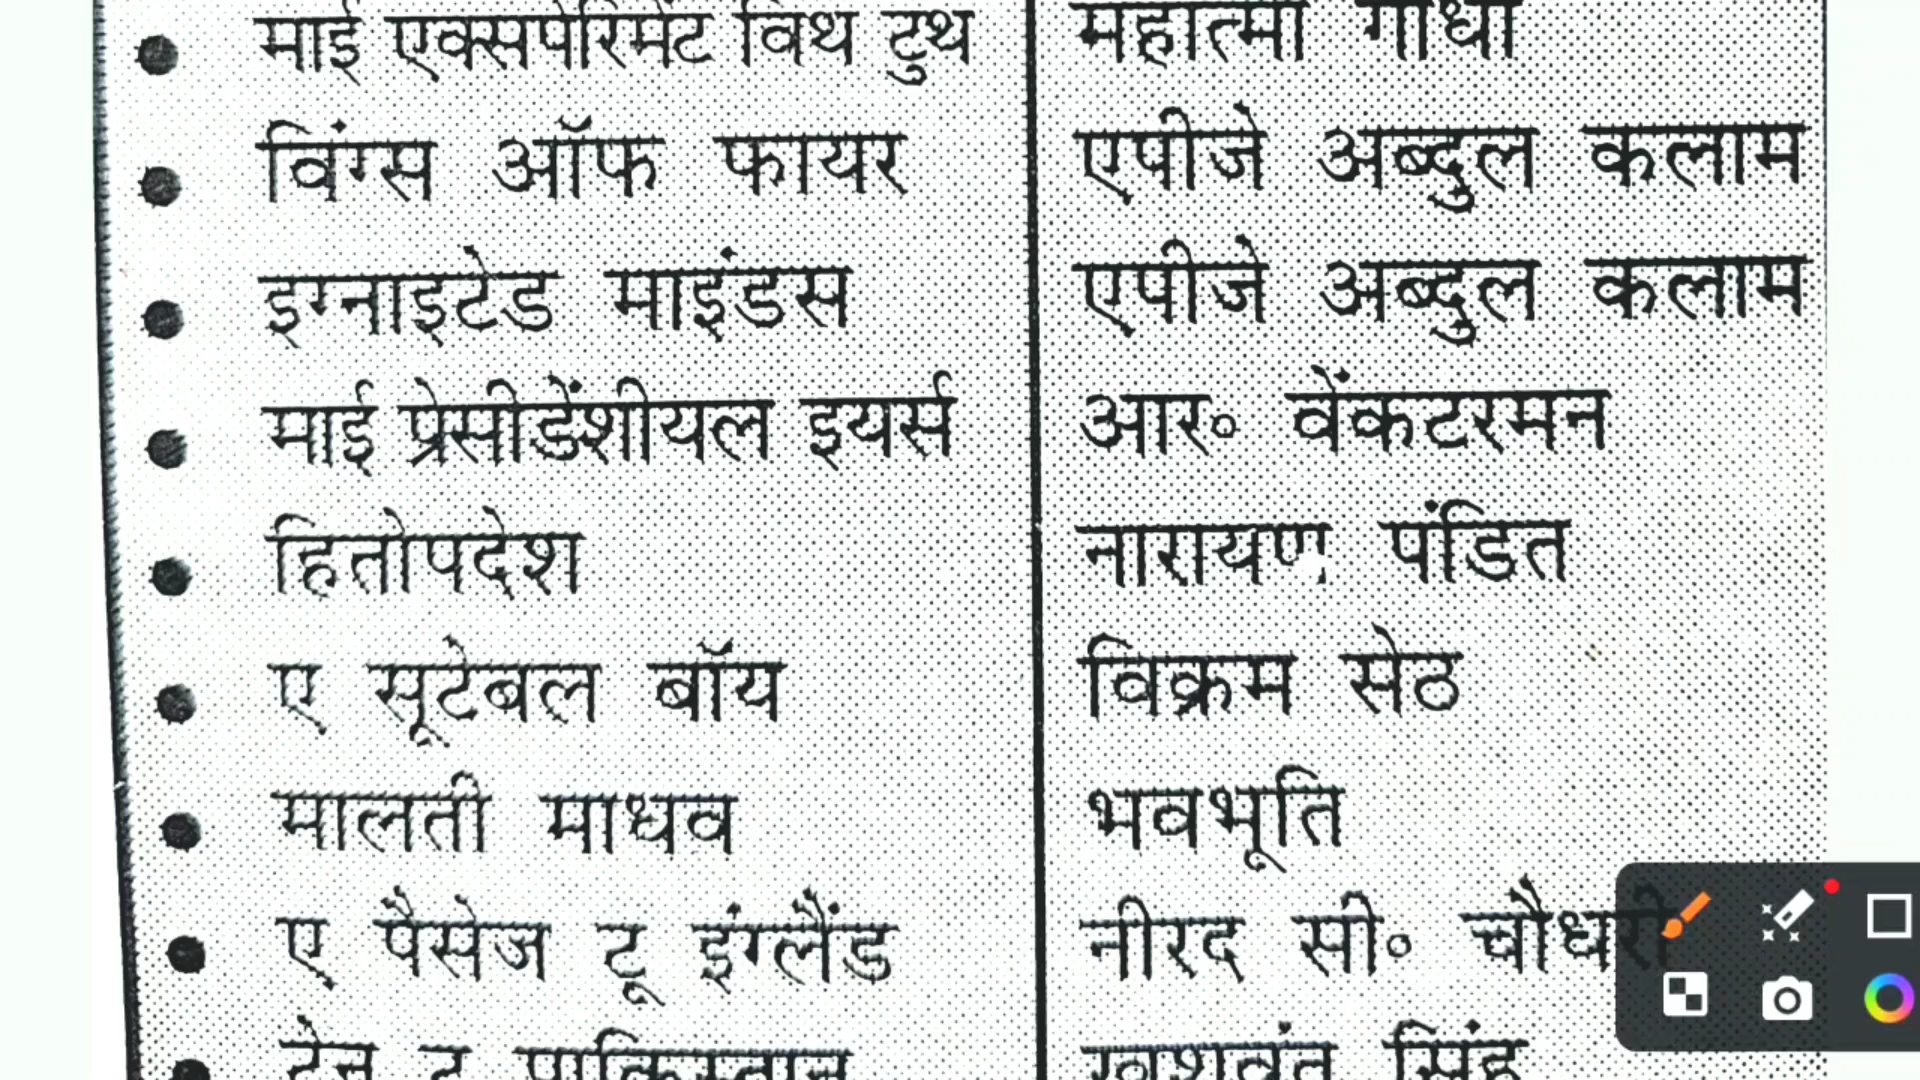 माई एक्सपेरिमेंट विथ टुथ महात्मा गांधी
विंग्स ऑफ फायर एपीजे अब्दुल कलाम
इग्नाइटेड माइंडस एपीजे अब्दुल कलाम
माई प्रेसीडेंशीयल इयर्स आर० वेंकटरमन
हितोपदेश नारायण पंडित
ए सूटेबल बॉय विक्रम सेठ
मालती माधव भवभूति
ए पैसेज टू इंग्लैंड नीरद सी० चौधरी
ट्रेन टू पाकिस्तान खुशवंत सिंह